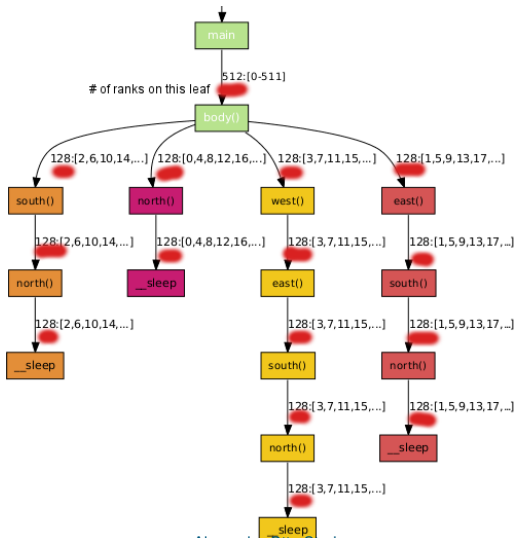 main
512:[0-511]
# of ranks on this leaf
body()
128:[2,6,10,14,...] 128:[0,4,8,12,16,...] 128:[3,7,11,15,...] 128:[1,5,9,13,17,...]
south() north() west() east()
128:[2,6,10,14,...] 128:[0,4,8,12,16,...] 128:[3,7,11,15,...] 128:[1,5,9,13,17,...]
north() __sleep east() south()
128:[2,6,10,14,...] 128:[3,7,11,15,...] 128:[1,5,9,13,17,...]
__sleep south() north()
128:[3,7,11,15,...] 128:[1,5,9,13,17,...]
north() __sleep
128:[3,7,11,15,...]
__sleep